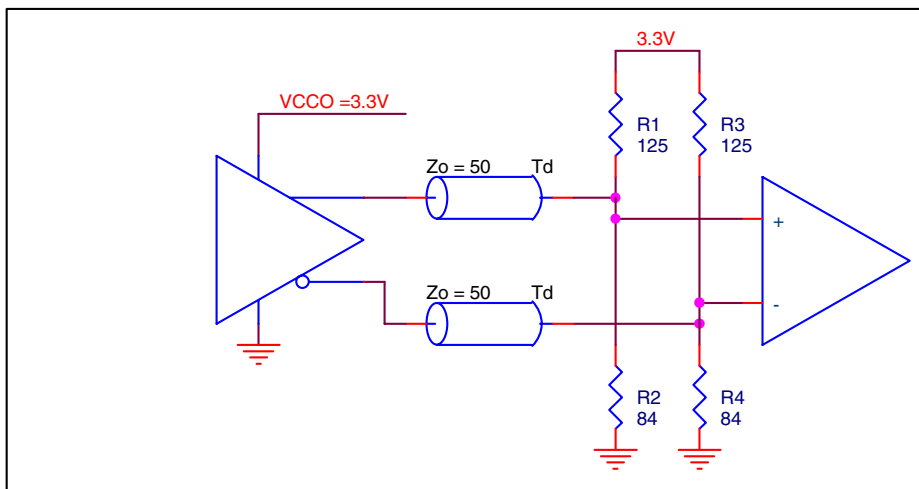 3.3V
VCCO =3.3V
R1
125
R3
125
Zo = 50 Td
+
Zo = 50 Td
-
R2
84
R4
84